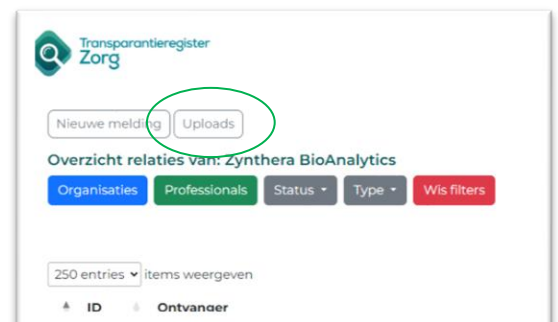 Transparantieregister
Zorg
Nieuwe melding Uploads
Overzicht relaties van: Zynthera BioAnalytics
Organisaties Professionals Status Type Wis filters
250 entries items weergeven
ID Ontvanger